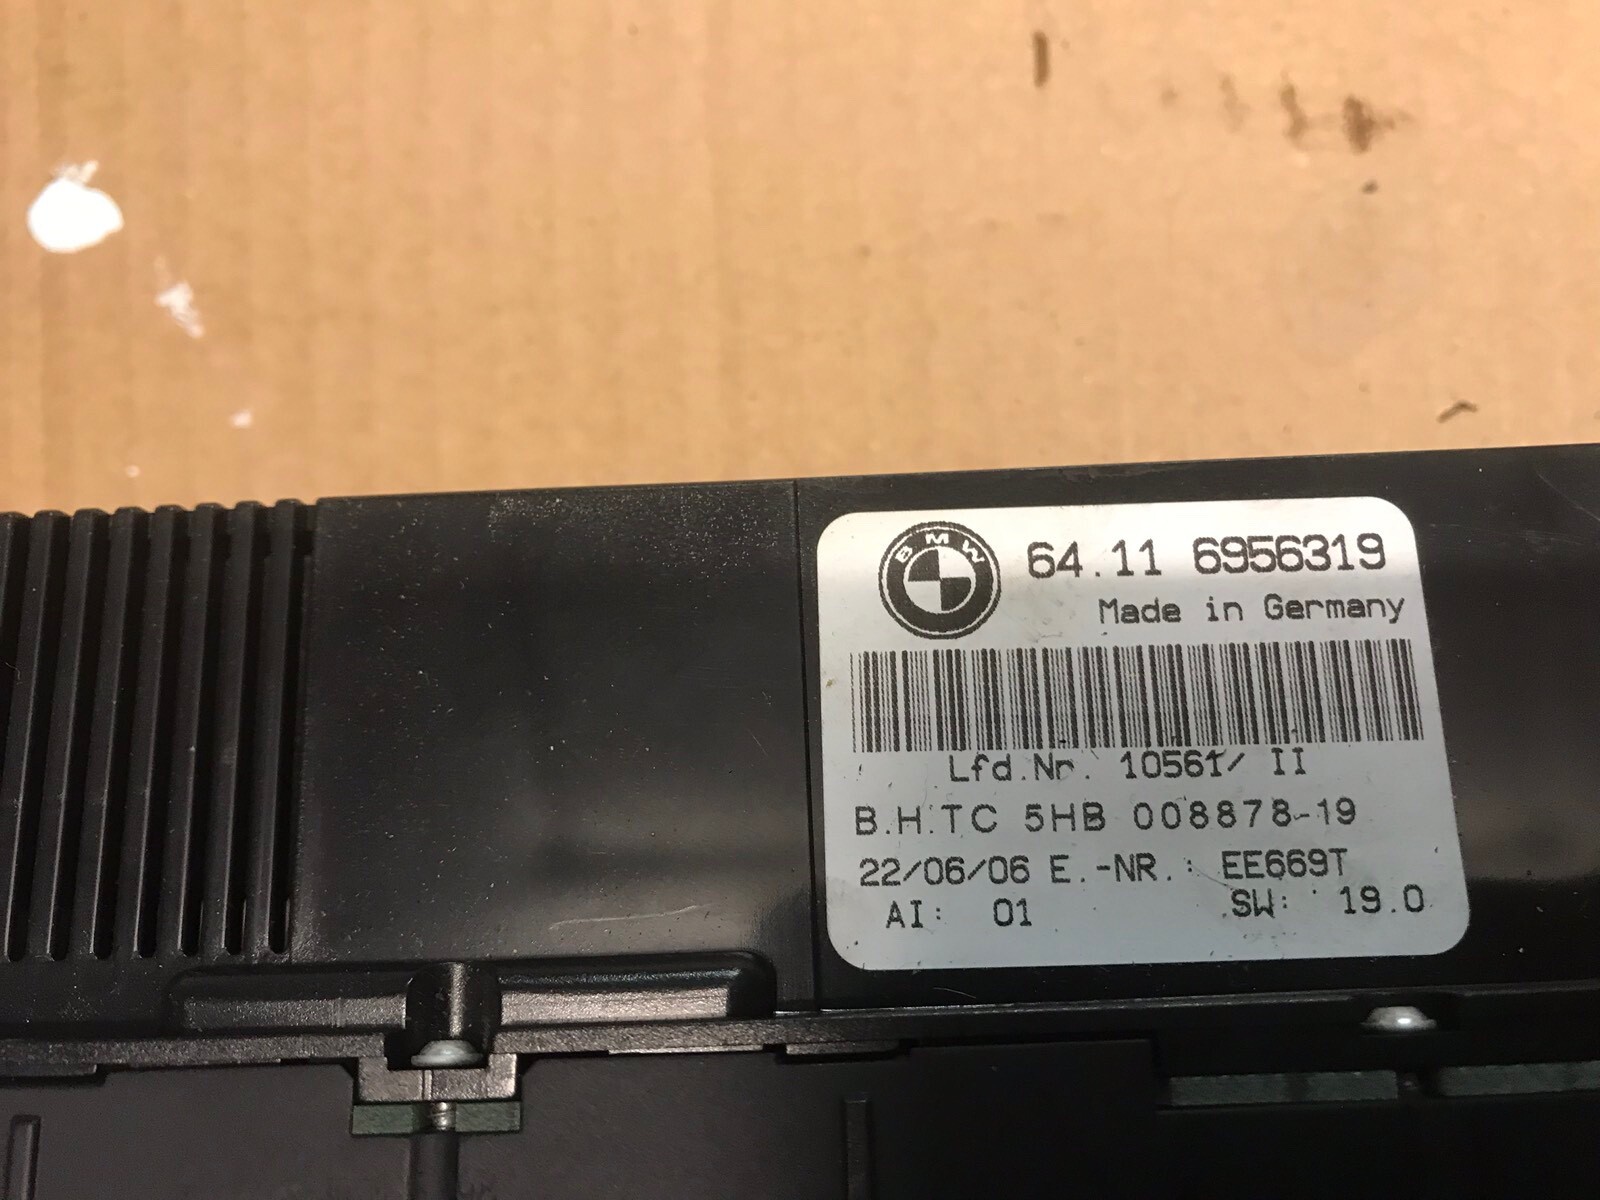 BMW
64.11 6956319
Made in Germany
Lfd.Nr. 10561/ II
B.H.TC 5HB 008878-19
22/06/06 E.-NR.: EE669T
AI: 01 SW: 19.0